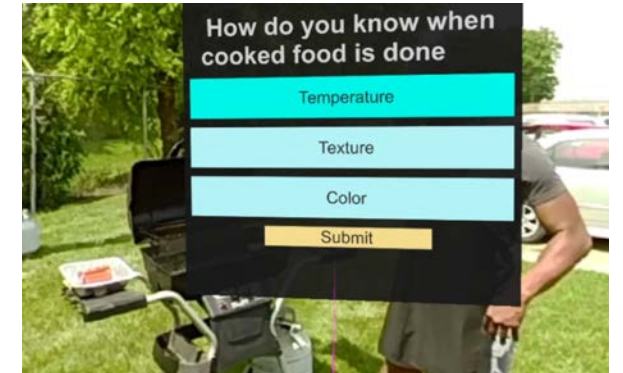 How do you know when
cooked food is done
Temperature
Texture
Color
Submit